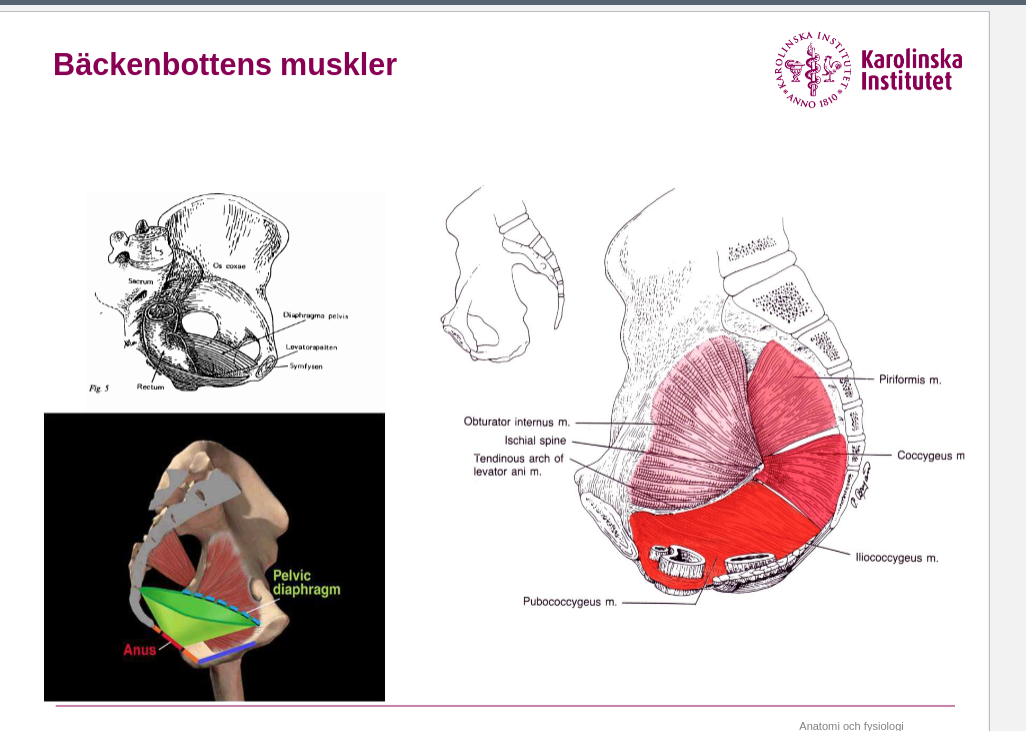 Bäckenbottens muskler
KAROLINSKA INSTITUTET
ANNO 1810
Karolinska
Institutet
Os coxae
Sacrum
Diaphragma pelvis
Levatorspalten
Symfysen
Rectum
Fig. 5
Piriformis m.
Obturator internus m.
Ischial spine
Tendinous arch of
levator ani m.
Coccygeus m
Iliococcygeus m.
Pubococcygeus m.
Pelvic
diaphragm
Anus
Anatomi och fysiologi